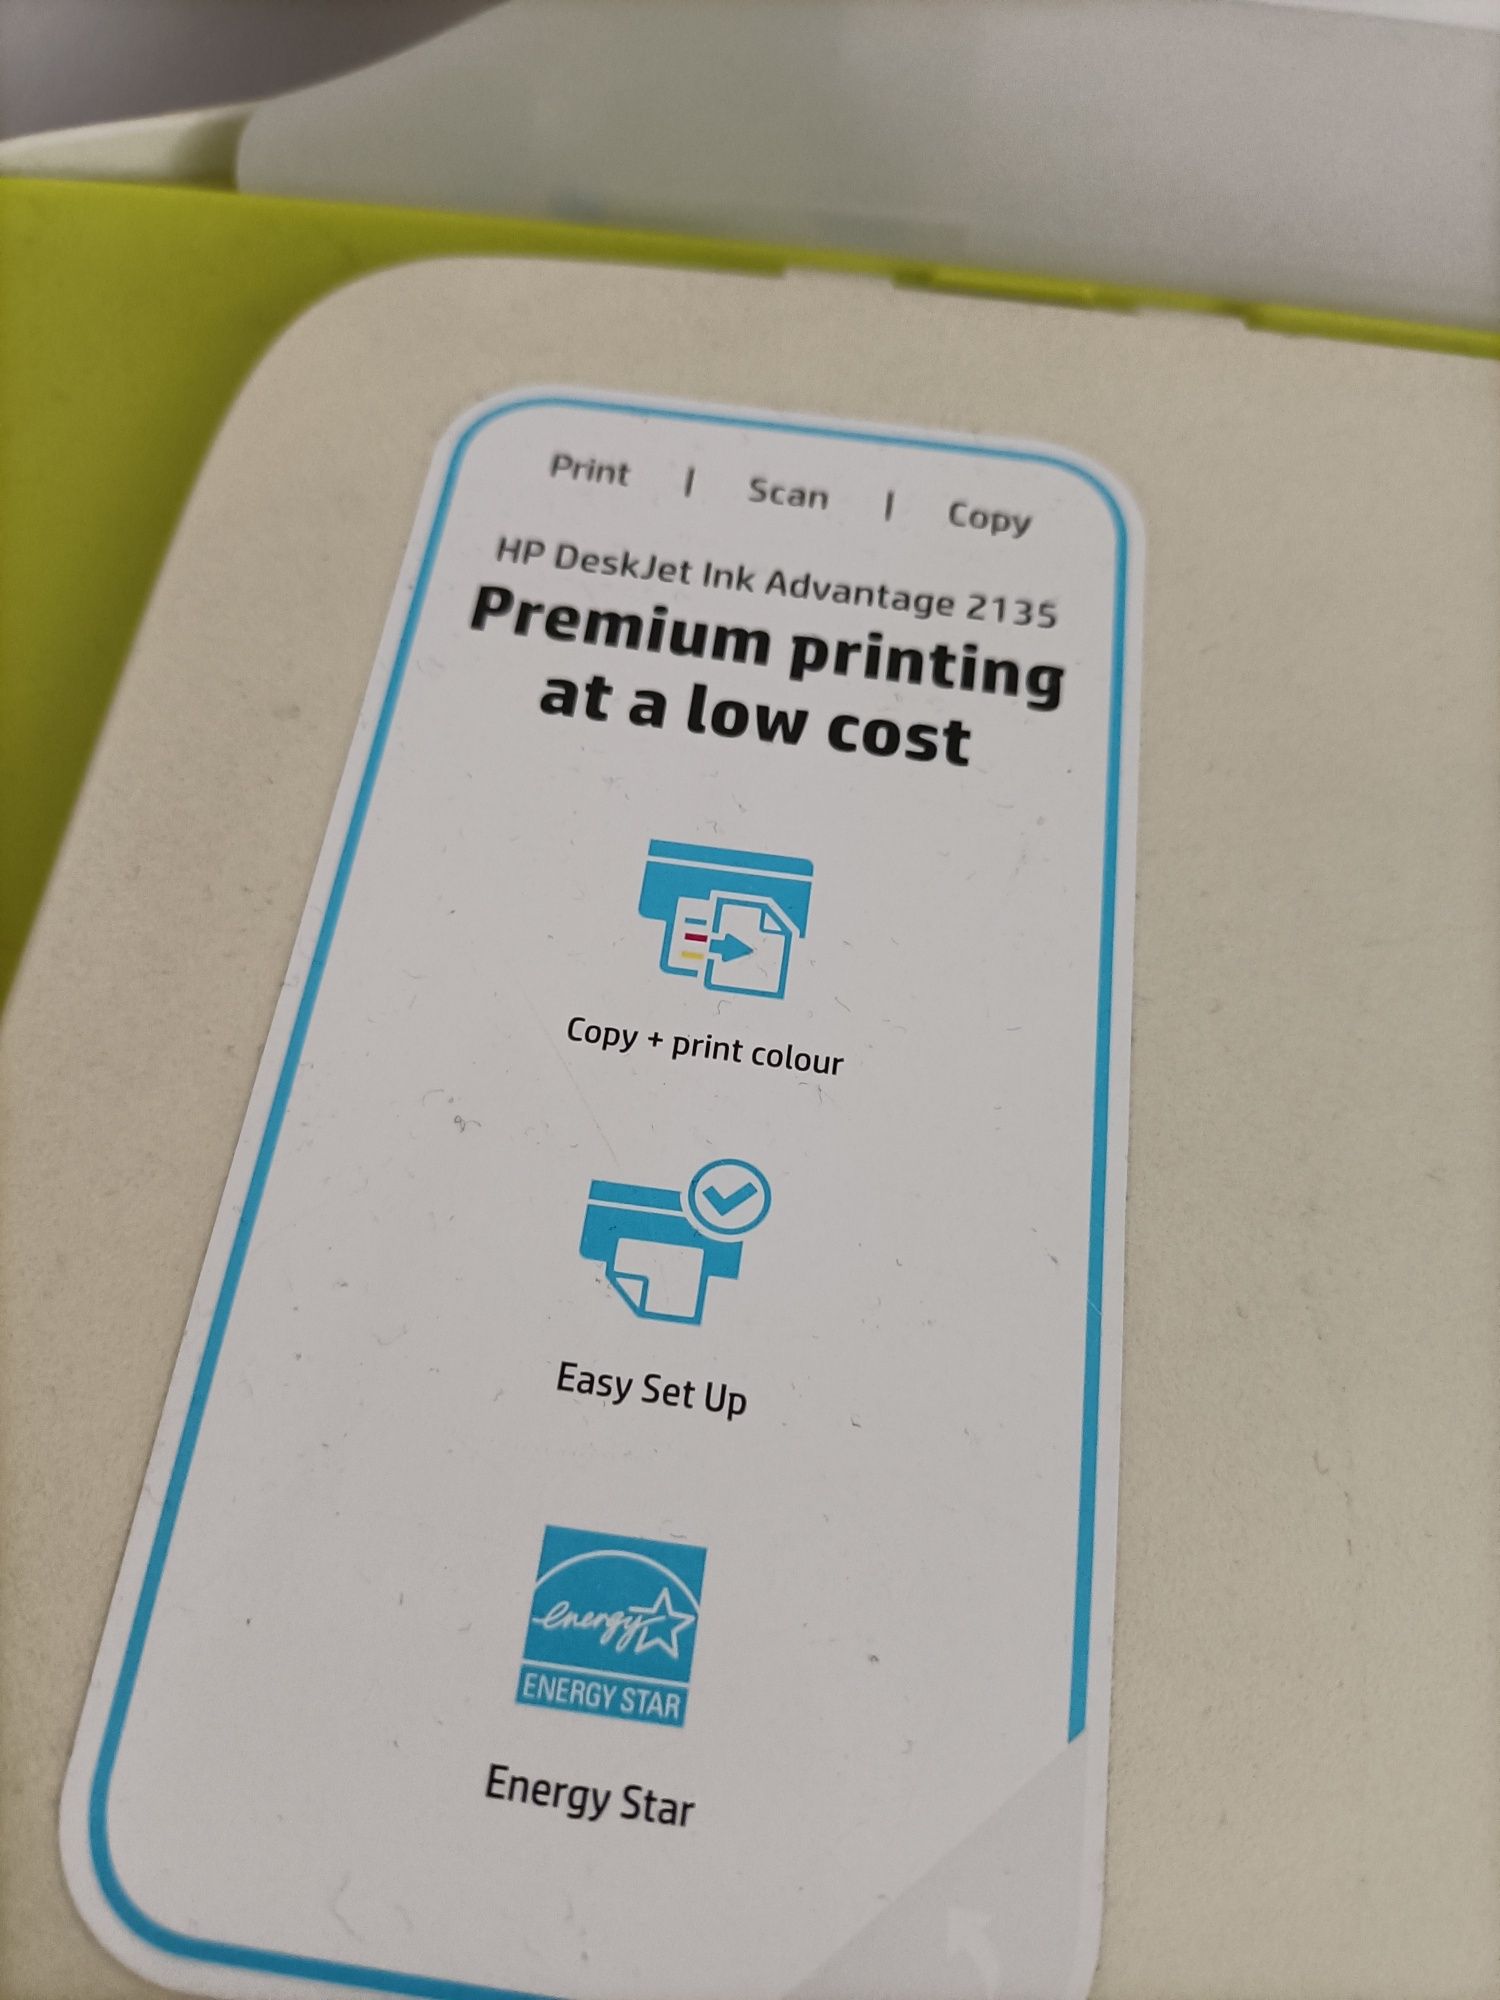 Print | Scan | Copy
HP DeskJet Ink Advantage 2135
Premium printing
at a low cost
Copy + print colour
Easy Set Up
energy
ENERGY STAR
Energy Star